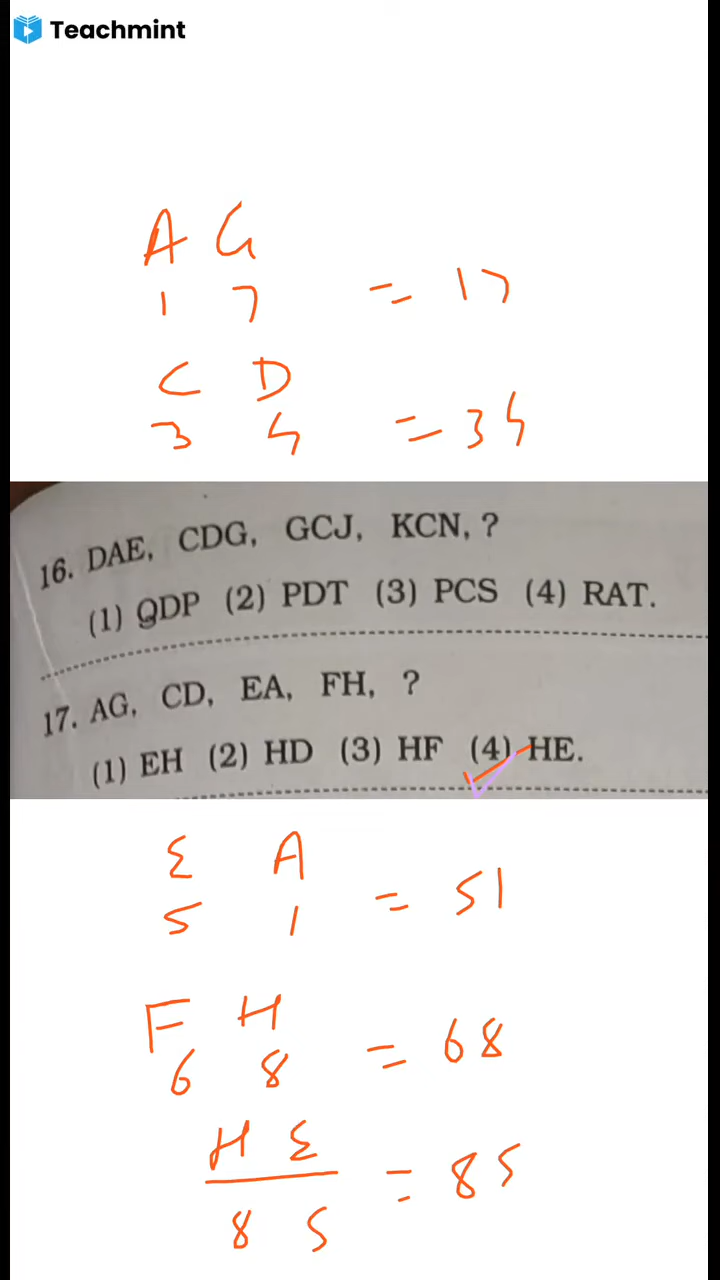 Teachmint
A G
1 7 = 17
C D
3 4 = 34
16. DAE, CDG, GCJ, KCN, ?
(1) QDP (2) PDT (3) PCS (4) RAT.
17. AG, CD, EA, FH, ?
(1) EH (2) HD (3) HF (4) HE.
E A
5 1 = 51
F H
6 8 = 68
H E
8 5 = 85